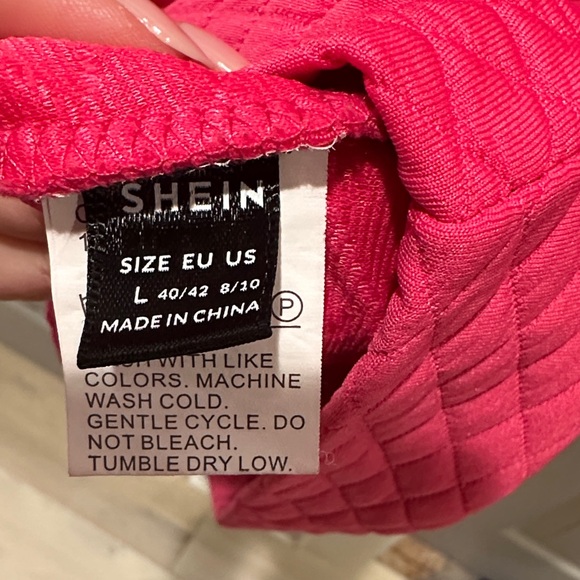 SHEIN
SIZE EU US
L 40/42 8/10
MADE IN CHINA
P
WITH LIKE
COLORS. MACHINE
WASH COLD.
GENTLE CYCLE. DO
NOT BLEACH.
TUMBLE DRY LOW.